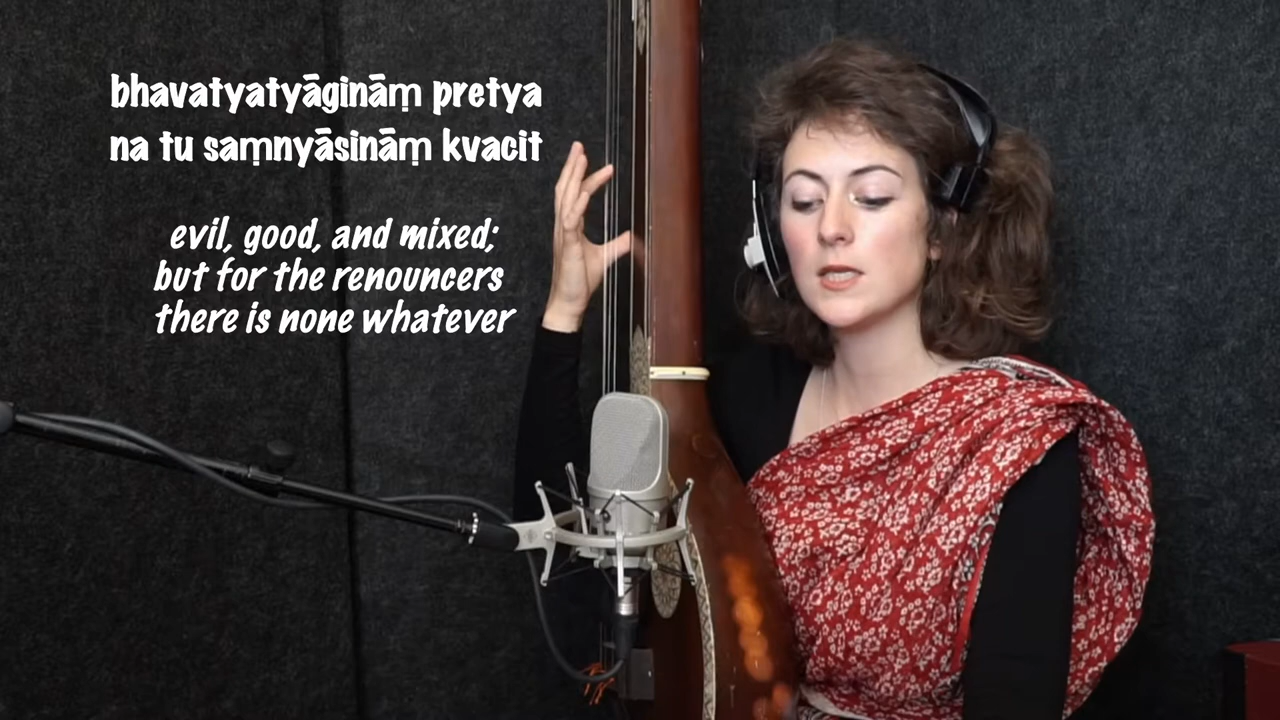 bhavatyatyāgināṃ pretya
na tu saṃnyāsināṃ kvacit
evil, good, and mixed;
but for the renouncers
there is none whatever